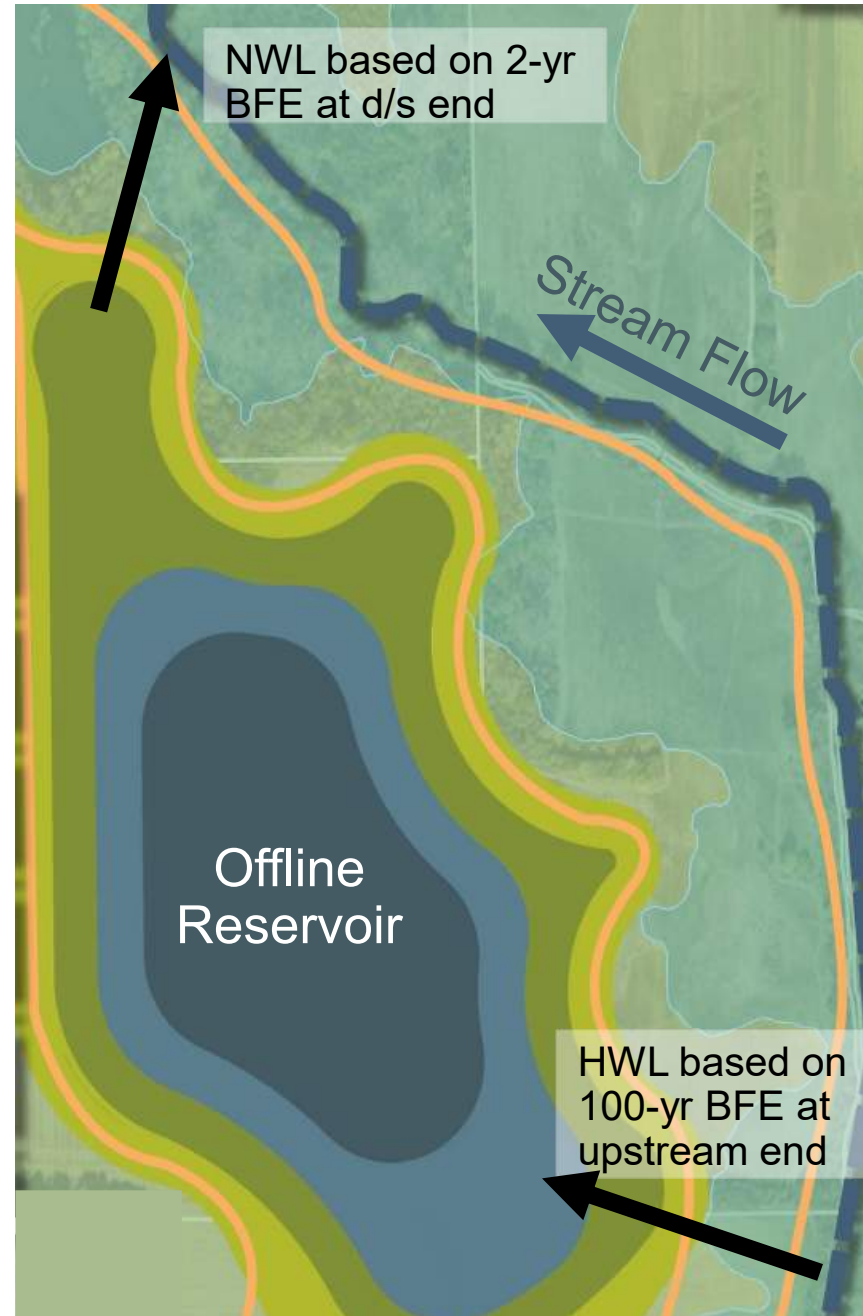 NWL based on 2-yr
BFE at d/s end
Stream Flow
Offline
Reservoir
HWL based on
100-yr BFE at
upstream end